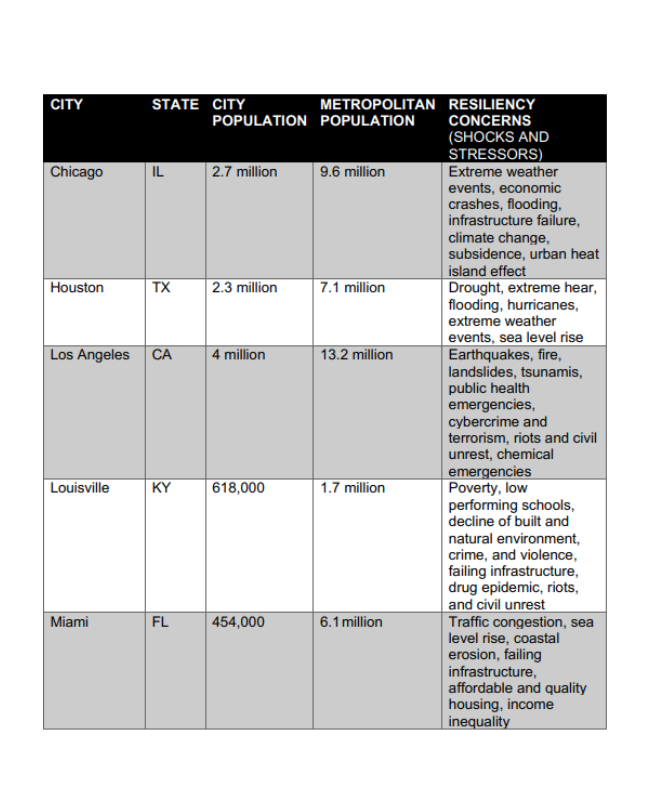 CITY STATE CITY POPULATION METROPOLITAN POPULATION RESILIENCY CONCERNS (SHOCKS AND STRESSORS)
Chicago IL 2.7 million 9.6 million Extreme weather
events, economic
crashes, flooding,
infrastructure failure,
climate change,
subsidence, urban heat
island effect
Houston TX 2.3 million 7.1 million Drought, extreme hear,
flooding, hurricanes,
extreme weather
events, sea level rise
Los Angeles CA 4 million 13.2 million Earthquakes, fire,
landslides, tsunamis,
public health
emergencies,
cybercrime and
terrorism, riots and civil
unrest, chemical
emergencies
Louisville KY 618,000 1.7 million Poverty, low
performing schools,
decline of built and
natural environment,
crime, and violence,
failing infrastructure,
drug epidemic, riots,
and civil unrest
Miami FL 454,000 6.1 million Traffic congestion, sea
level rise, coastal
erosion, failing
infrastructure,
affordable and quality
housing, income
inequality